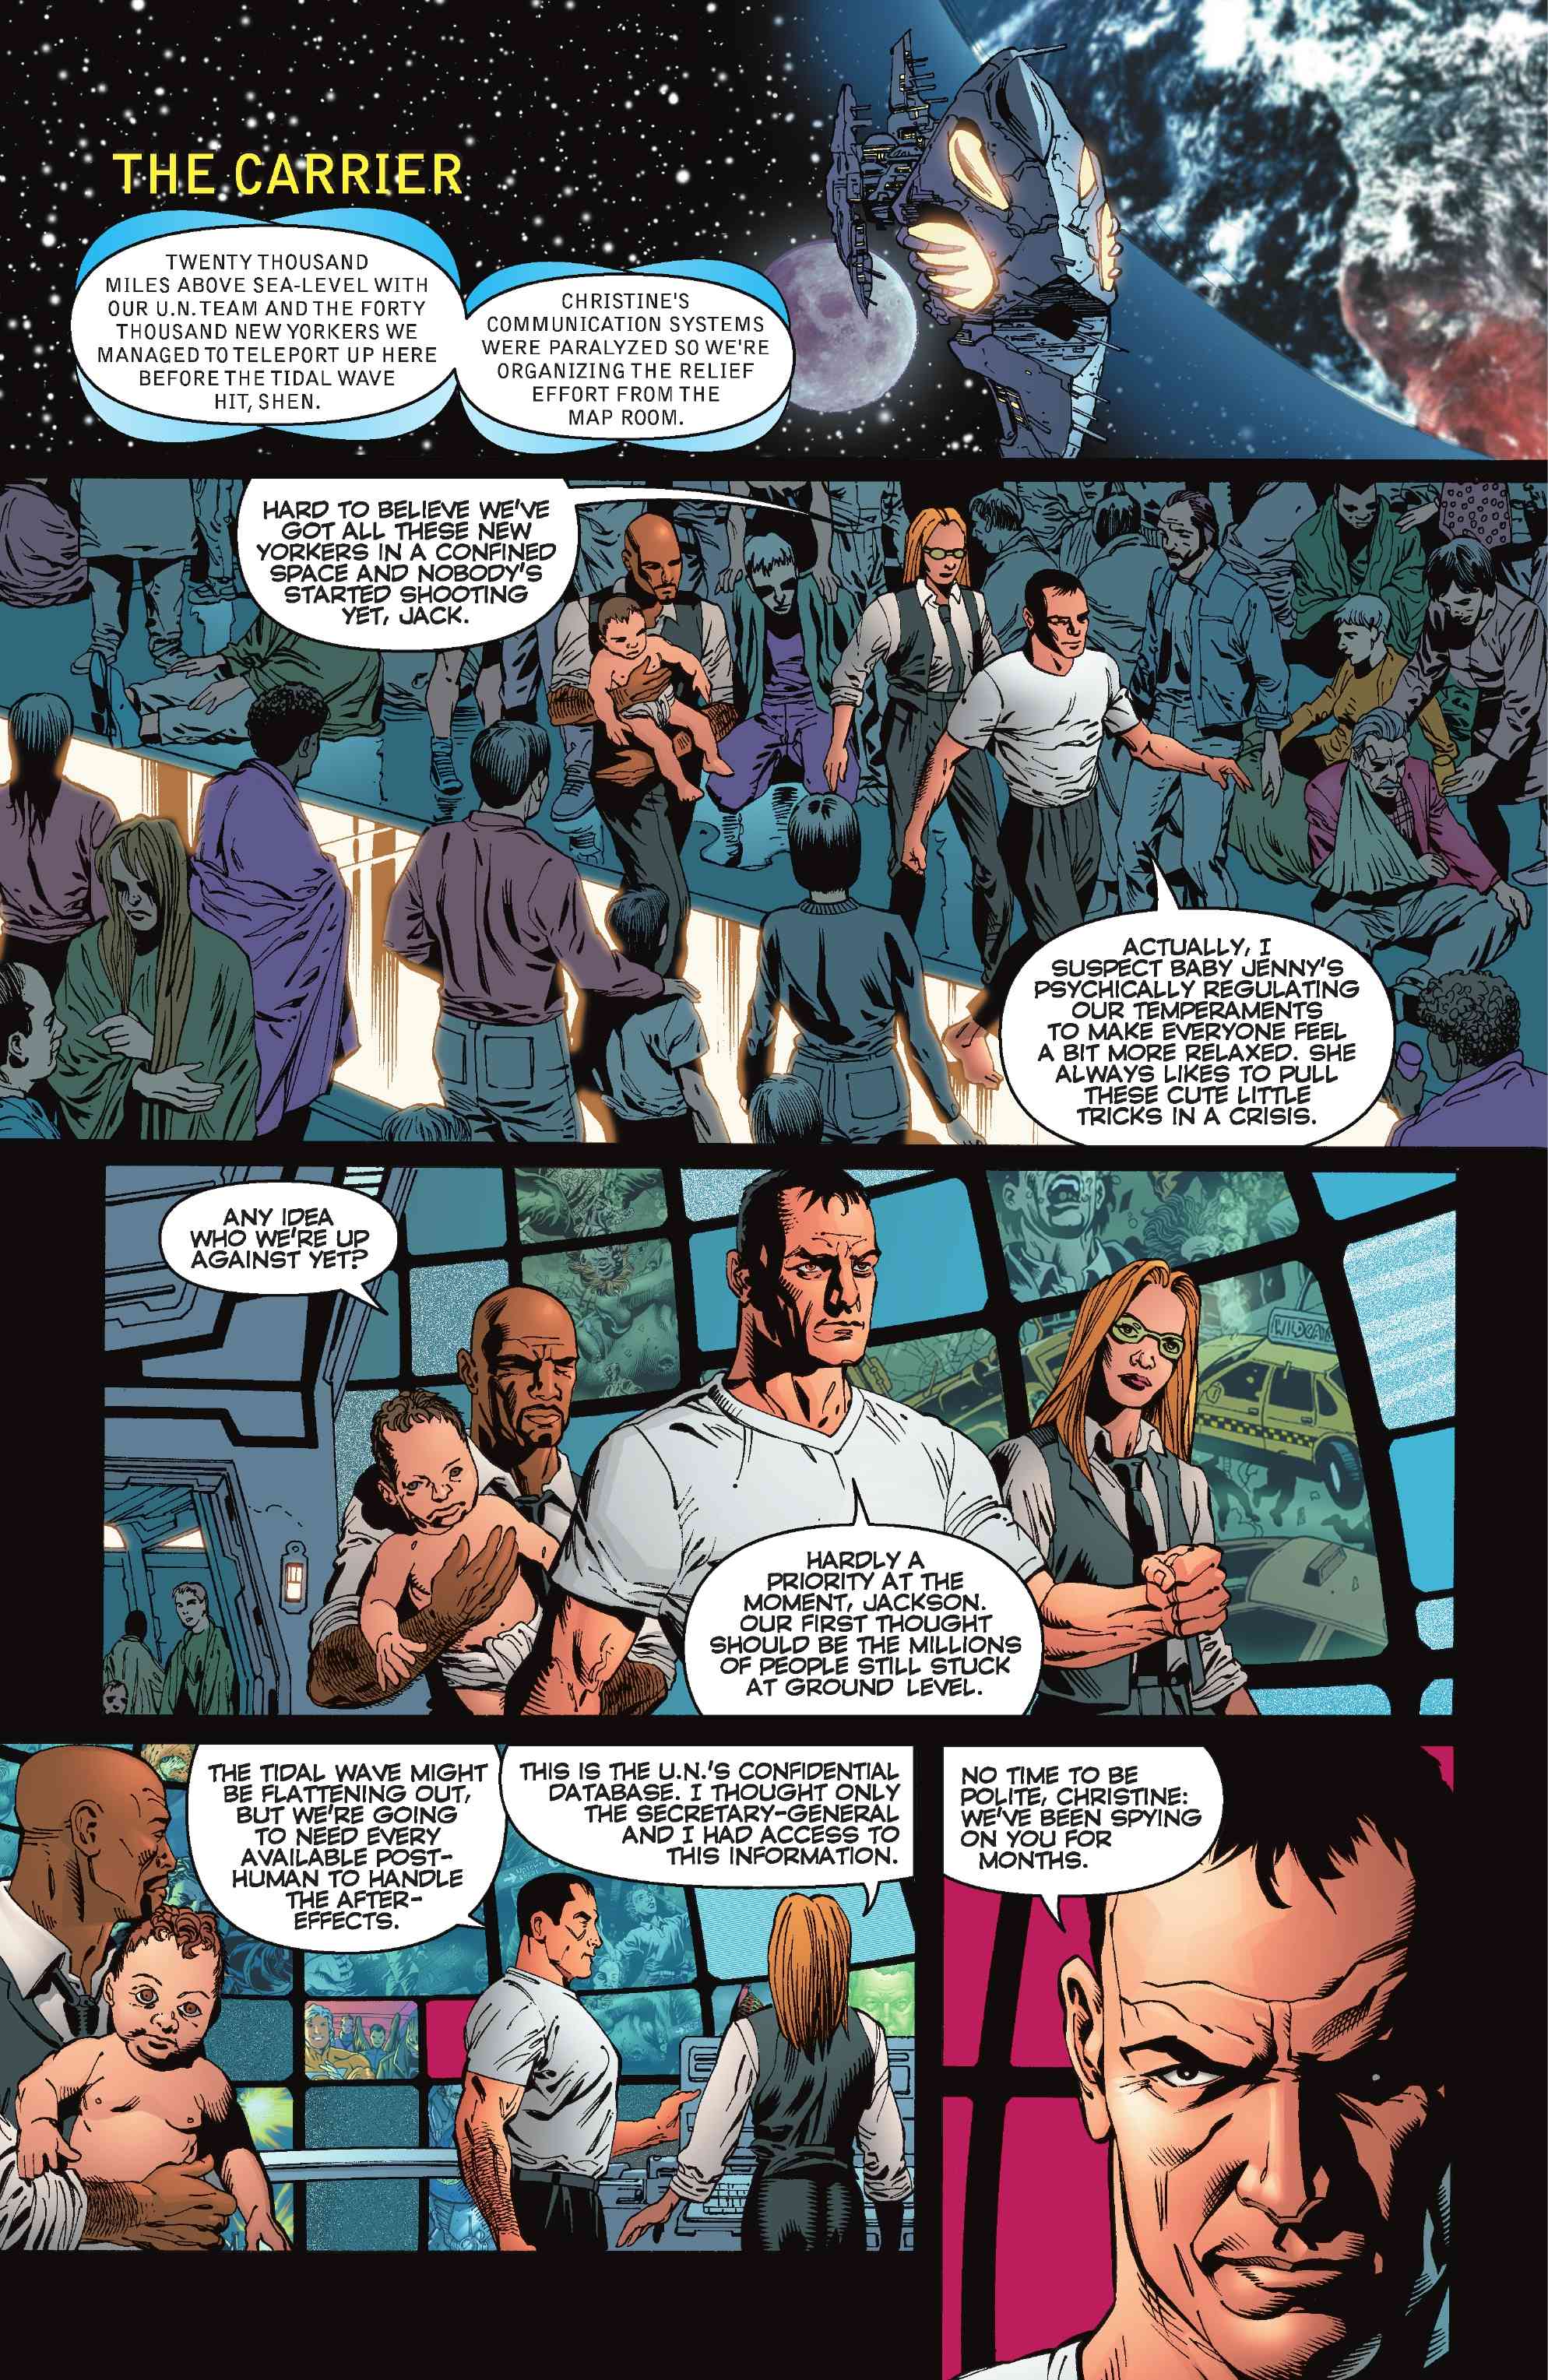 THE CARRIER
TWENTY THOUSAND
MILES ABOVE SEA-LEVEL WITH
OUR U.N. TEAM AND THE FORTY
THOUSAND NEW YORKERS WE
MANAGED TO TELEPORT UP HERE
BEFORE THE TIDAL WAVE
HIT, SHEN.
CHRISTINE'S
COMMUNICATION SYSTEMS
WERE PARALYZED SO WE'RE
ORGANIZING THE RELIEF
EFFORT FROM THE
MAP ROOM.
HARD TO BELIEVE WE'VE
GOT ALL THESE NEW
YORKERS IN A CONFINED
SPACE AND NOBODY'S
STARTED SHOOTING
YET, JACK.
ACTUALLY, I
SUSPECT BABY JENNY'S
PSYCHICALLY REGULATING
OUR TEMPERAMENTS
TO MAKE EVERYONE FEEL
A BIT MORE RELAXED. SHE
ALWAYS LIKES TO PULL
THESE CUTE LITTLE
TRICKS IN A CRISIS.
ANY IDEA
WHO WE'RE UP
AGAINST YET?
WILDCATS
HARDLY A
PRIORITY AT THE
MOMENT, JACKSON.
OUR FIRST THOUGHT
SHOULD BE THE MILLIONS
OF PEOPLE STILL STUCK
AT GROUND LEVEL.
THE TIDAL WAVE MIGHT
BE FLATTENING OUT,
BUT WE'RE GOING
TO NEED EVERY
AVAILABLE POST-
HUMAN TO HANDLE
THE AFTER-
EFFECTS.
THIS IS THE U.N.'S CONFIDENTIAL
DATABASE. I THOUGHT ONLY
THE SECRETARY-GENERAL
AND I HAD ACCESS TO
THIS INFORMATION.
NO TIME TO BE
POLITE, CHRISTINE:
WE'VE BEEN SPYING
ON YOU FOR
MONTHS.